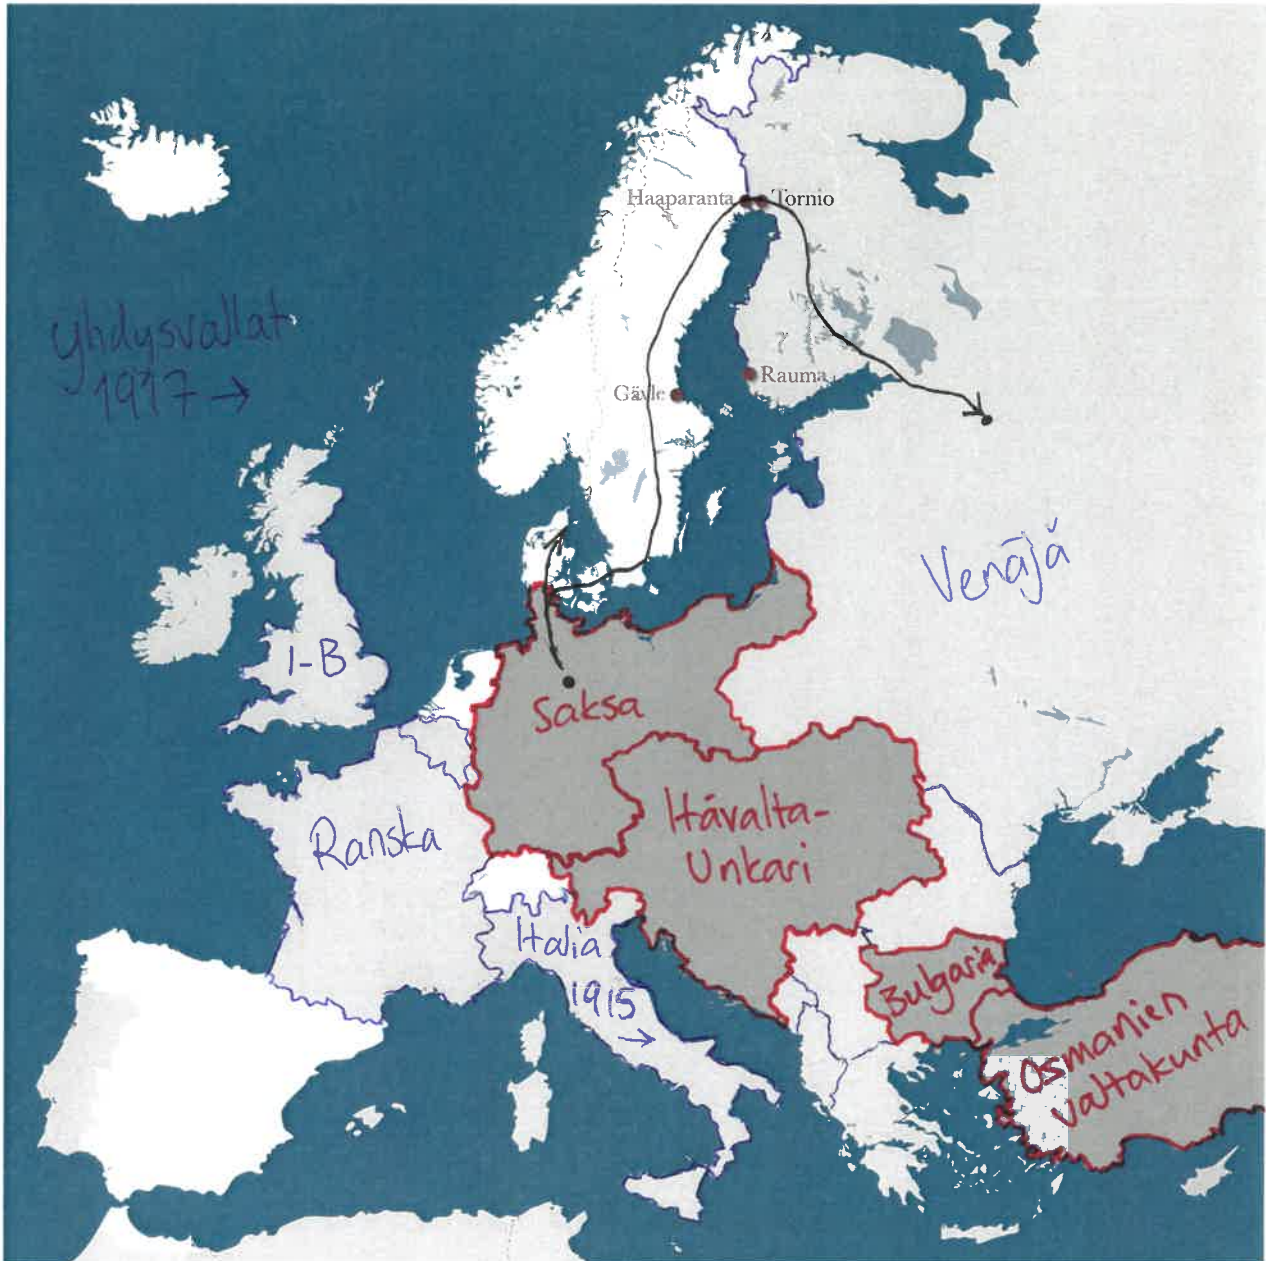 Haaparanta
Tornio
Yhdysvallat
1917 →
Rauma
Gävle
Venäjä
I-B
Saksa
Ranska
Itävalta-
Unkari
Italia
1915
→
Bulgaria
Osmanien
valtakunta